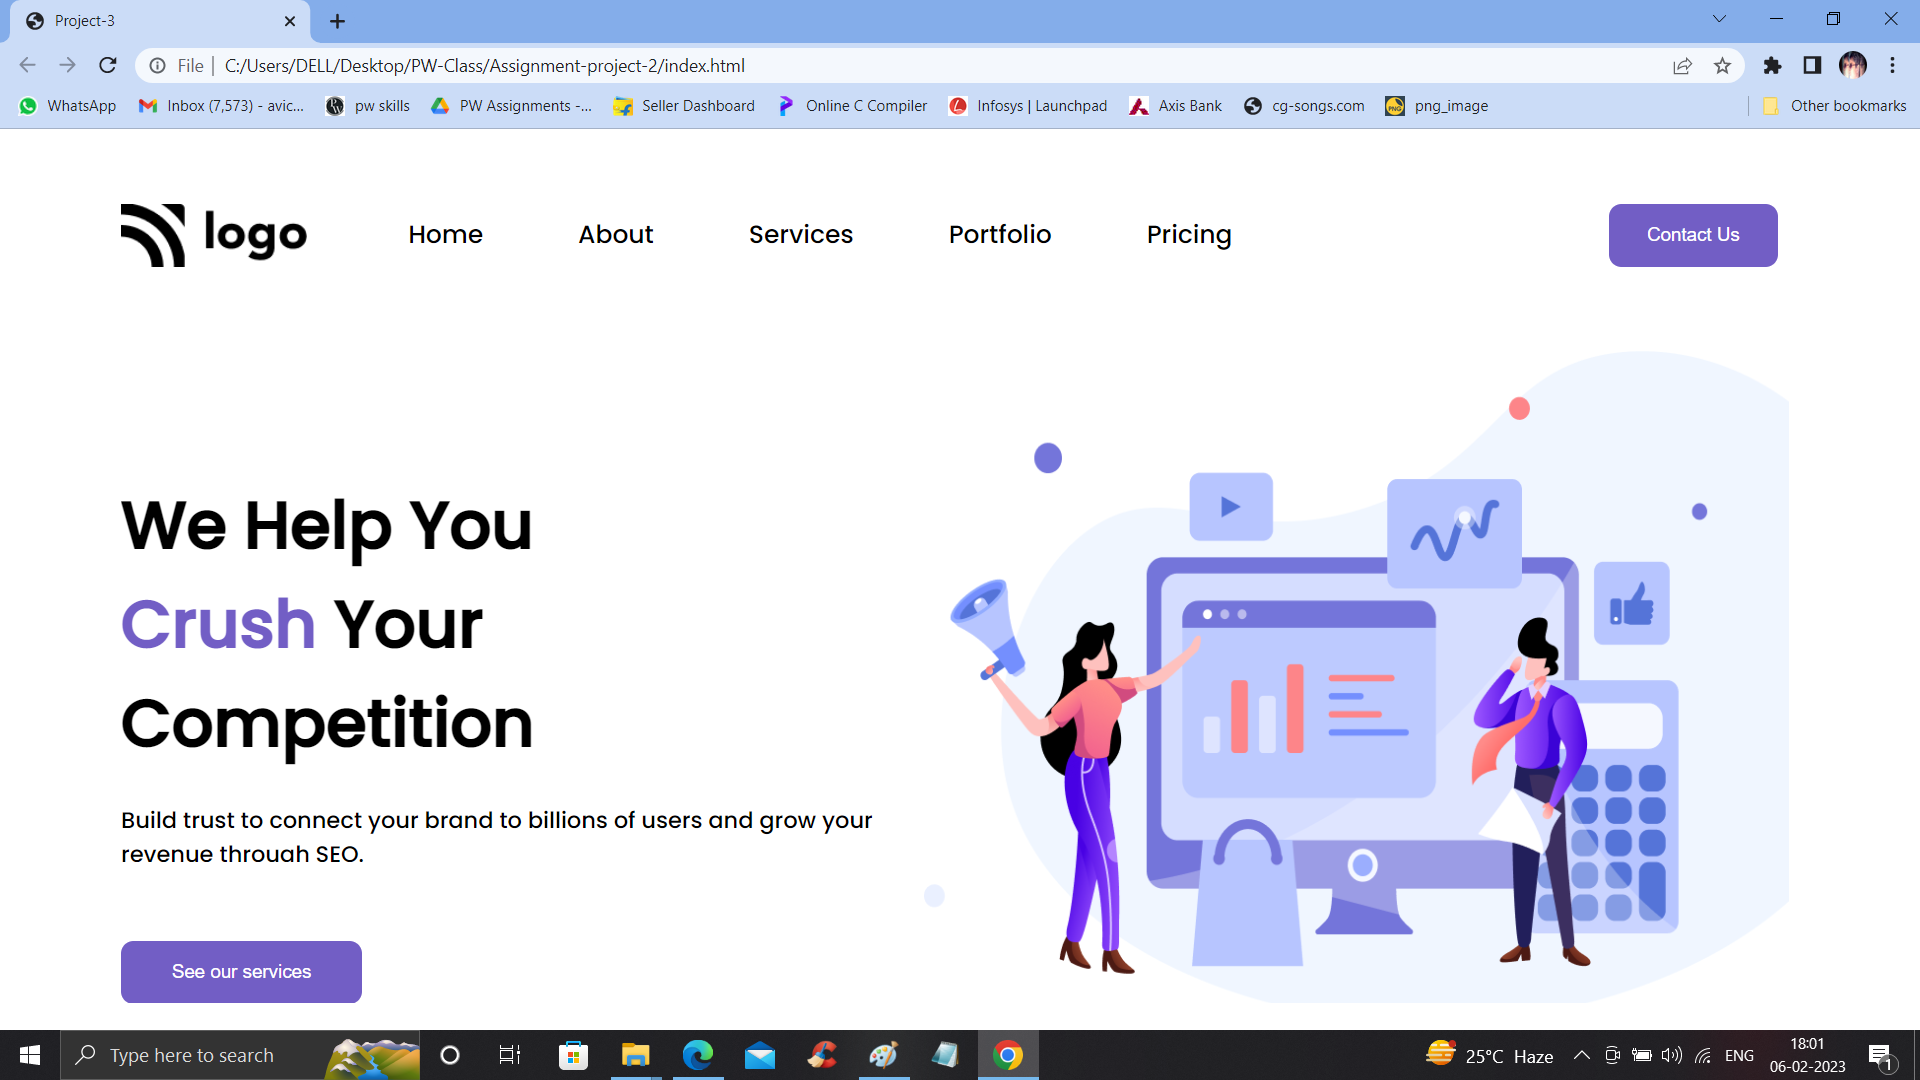 Project-3
File | C:/Users/DELL/Desktop/PW-Class/Assignment-project-2/index.html
WhatsApp Inbox (7,573) - avic... pw skills PW Assignments -... Seller Dashboard Online C Compiler Infosys | Launchpad Axis Bank cg-songs.com png_image Other bookmarks
logo Home About Services Portfolio Pricing Contact Us
We Help You
Crush Your
Competition
Build trust to connect your brand to billions of users and grow your
revenue through SEO.
See our services
Type here to search 25°C Haze ENG 18:01
06-02-2023 1